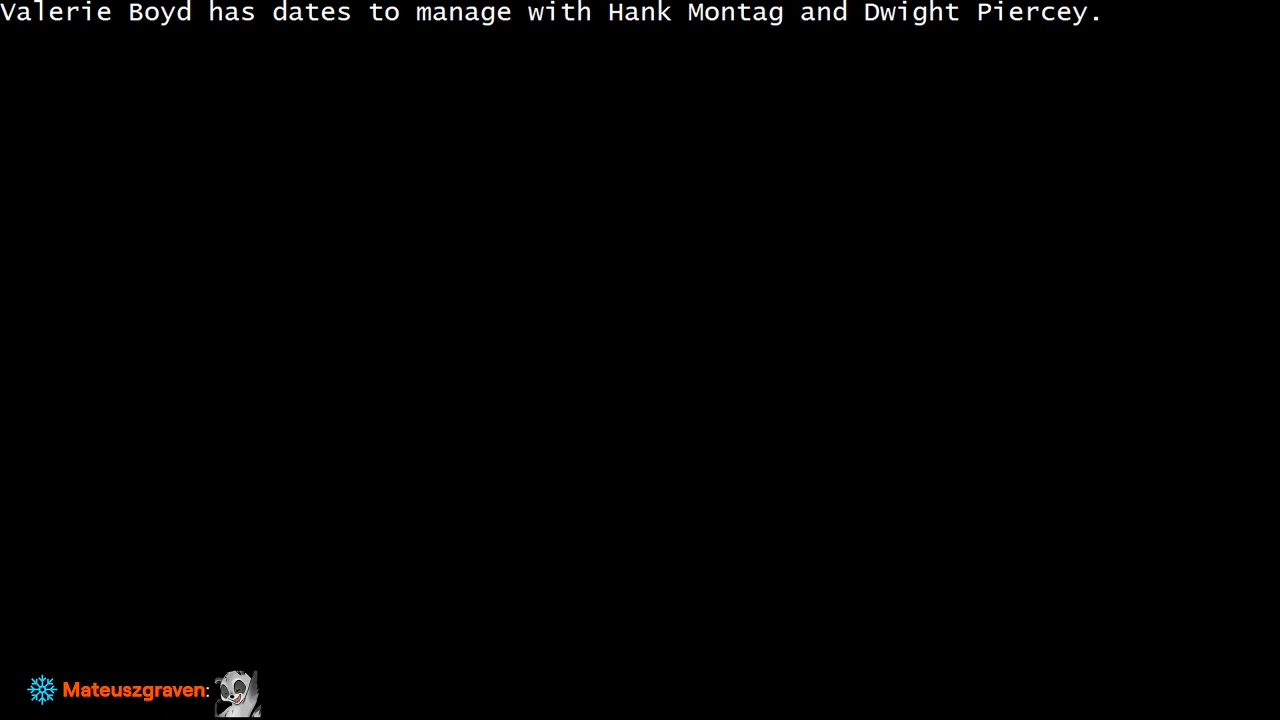 Valerie Boyd has dates to manage with Hank Montag and Dwight Piercey.
Mateuszgraven: